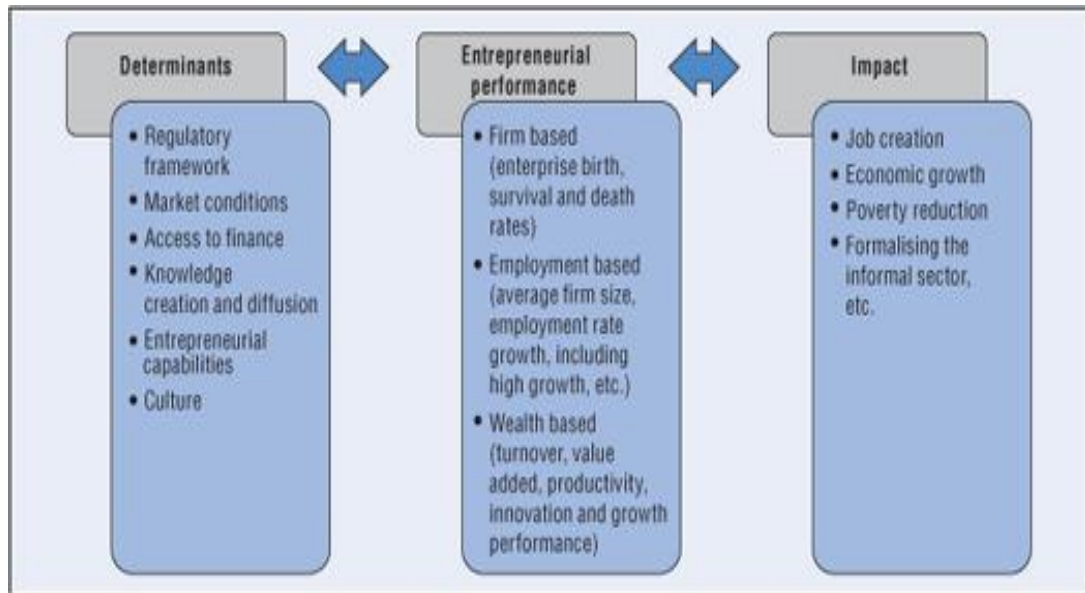 Determinants
• Regulatory
framework
• Market conditions
• Access to finance
• Knowledge
creation and diffusion
• Entrepreneurial
capabilities
• Culture
Entrepreneurial
performance
• Firm based
(enterprise birth,
survival and death
rates)
• Employment based
(average firm size,
employment rate
growth, including
high growth, etc.)
• Wealth based
(turnover, value
added, productivity,
innovation and growth
performance)
Impact
• Job creation
• Economic growth
• Poverty reduction
• Formalising the
informal sector,
etc.